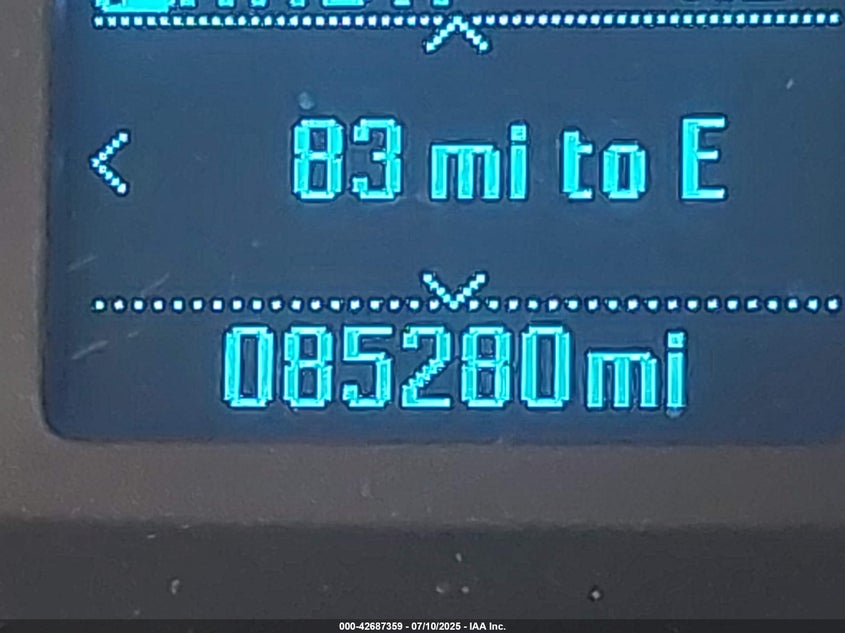 83 mi to E
085280mi
000-42687359 - 07/10/2025 - IAA Inc.